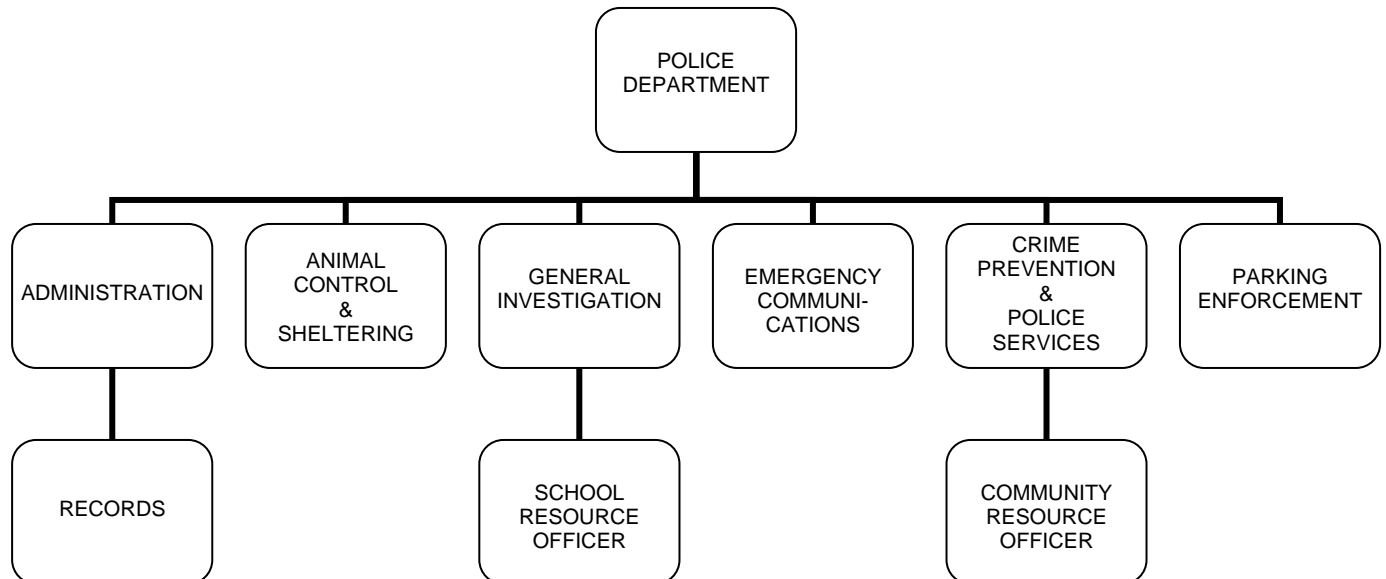 POLICE
DEPARTMENT
ADMINISTRATION
ANIMAL
CONTROL
&
SHELTERING
GENERAL
INVESTIGATION
EMERGENCY
COMMUNI-
CATIONS
CRIME
PREVENTION
&
POLICE
SERVICES
PARKING
ENFORCEMENT
RECORDS
SCHOOL
RESOURCE
OFFICER
COMMUNITY
RESOURCE
OFFICER